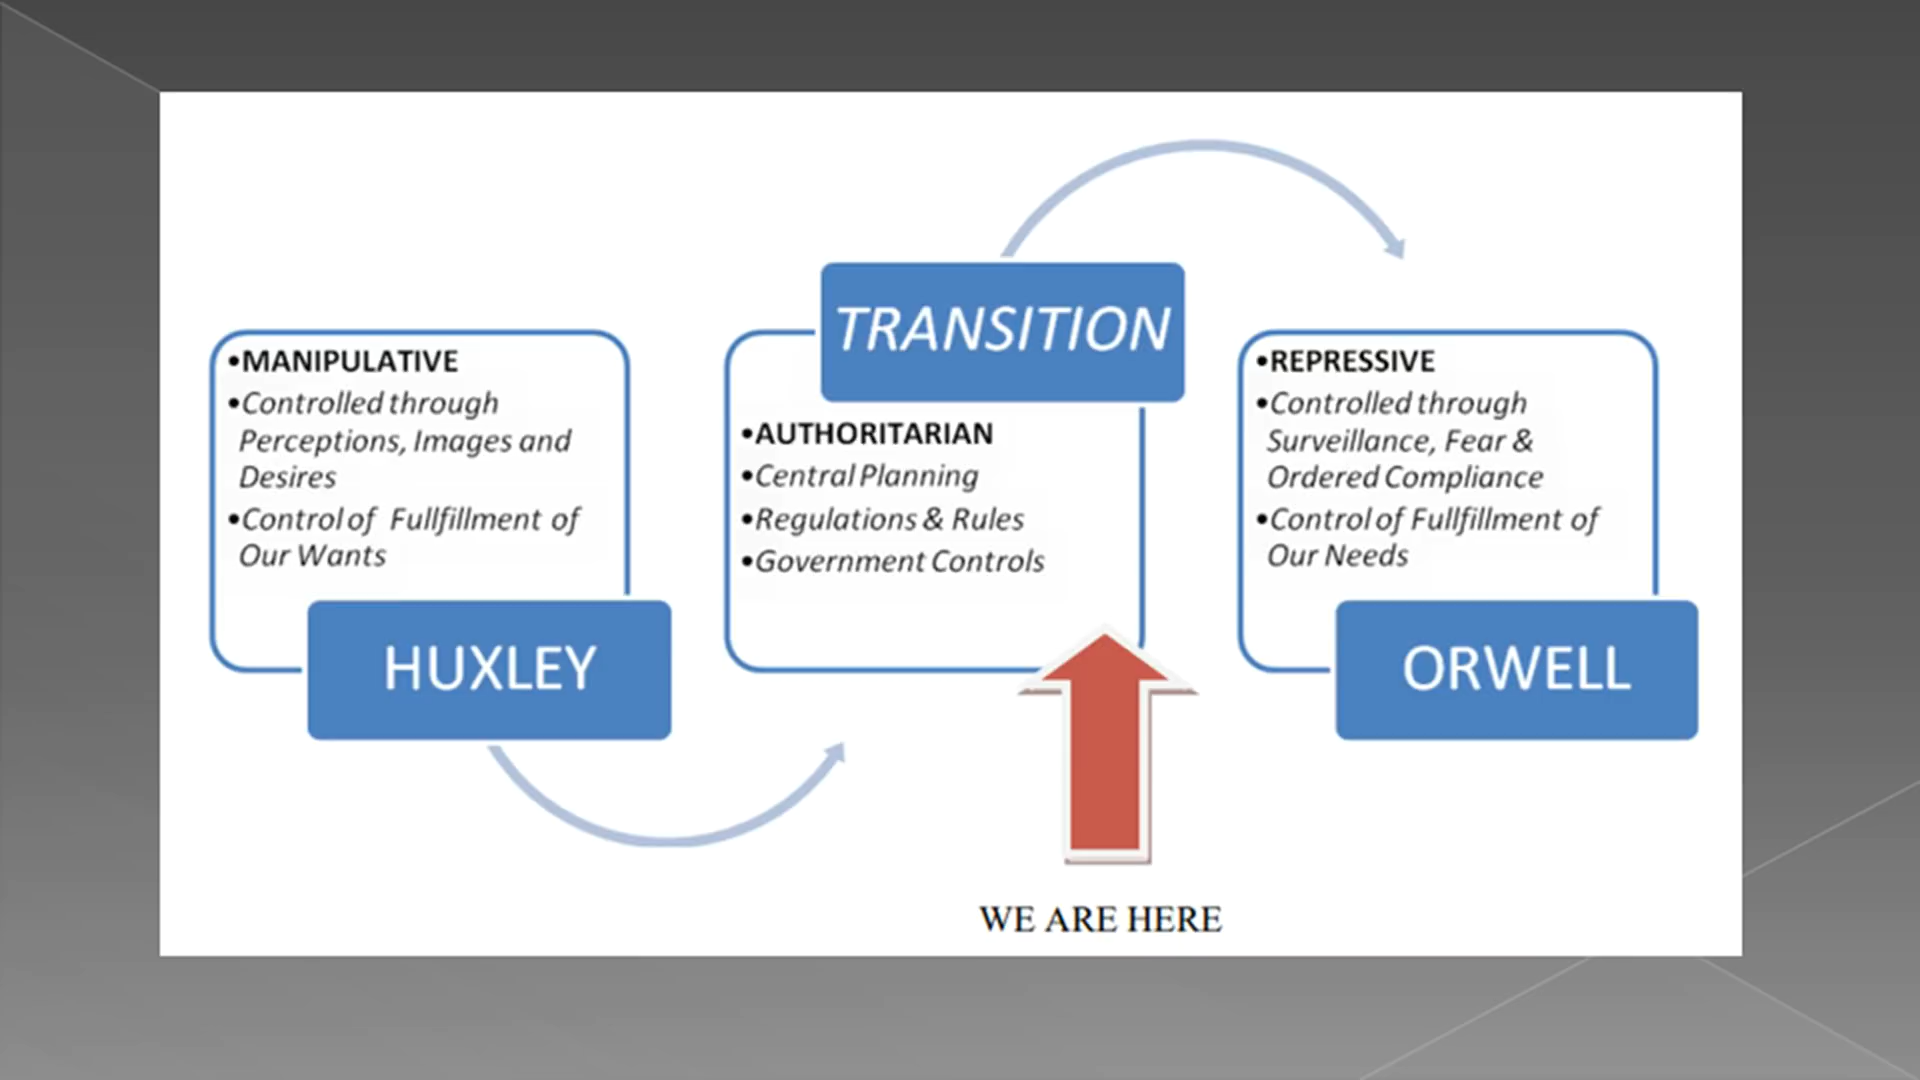 •MANIPULATIVE
•Controlled through
Perceptions, Images and
Desires
•Control of Fullfillment of
Our Wants
HUXLEY
TRANSITION
•AUTHORITARIAN
•Central Planning
•Regulations & Rules
•Government Controls
•REPRESSIVE
•Controlled through
Surveillance, Fear &
Ordered Compliance
•Control of Fullfillment of
Our Needs
ORWELL
WE ARE HERE